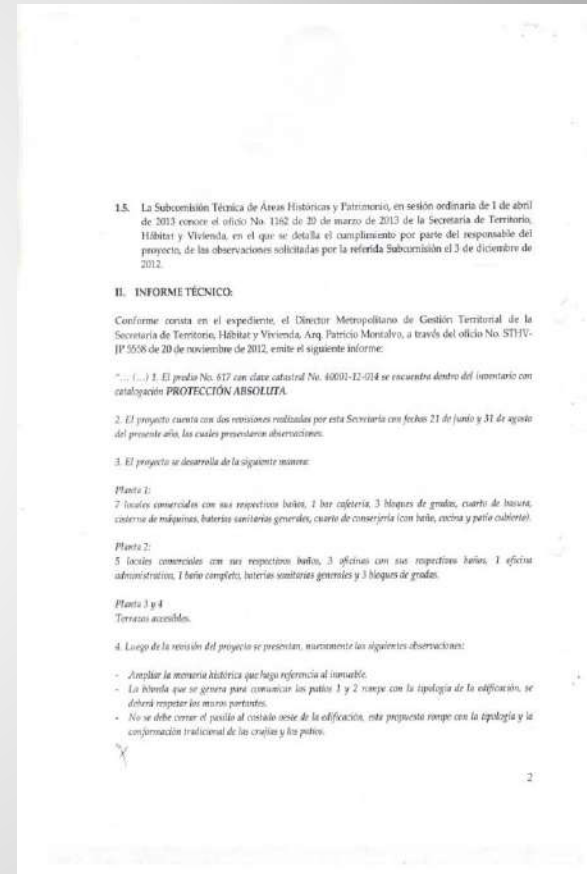 1.5. La Subcomisión Técnica de Áreas Históricas y Patrimonio, en sesión ordinaria de 1 de abril
de 2013 conoce el oficio No. 1162 de 20 de marzo de 2013 de la Secretaría de Territorio,
Hábitat y Vivienda, en el que se detalla el cumplimiento por parte del responsable del
proyecto, de las observaciones solicitadas por la referida Subcomisión el 3 de diciembre de
2012.
II. INFORME TÉCNICO:
Conforme consta en el expediente, el Director Metropolitano de Gestión Territorial de la
Secretaría de Territorio, Hábitat y Vivienda, Arq. Patricio Montalvo, a través del oficio No. STHV-
JP 5558 de 20 de noviembre de 2012, emite el siguiente informe:
"... (...) 1. El predio No. 617 con clave catastral No. 40001-12-014 se encuentra dentro del inventario con
catalogación PROTECCIÓN ABSOLUTA.
2. El proyecto cuenta con dos revisiones realizadas por esta Secretaría con fechas 21 de junio y 31 de agosto
del presente año, las cuales presentaron observaciones.
3. El proyecto se desarrolla de la siguiente manera:
Planta 1:
7 locales comerciales con sus respectivos baños, 1 bar cafetería, 3 bloques de gradas, cuarto de basura,
cisterna de máquinas, baterías sanitarias generales, cuarto de conserjería (con baño, cocina y patio cubierto).
Planta 2:
5 locales comerciales con sus respectivos baños, 3 oficinas con sus respectivos baños, 1 oficina
administrativa, 1 baño completo, baterías sanitarias generales y 3 bloques de gradas.
Planta 3 y 4
Terrazas accesibles.
4. Luego de la revisión del proyecto se presentan, nuevamente las siguientes observaciones:
- Ampliar la memoria histórica que haga referencia al inmueble.
- La bóveda que se genera para comunicar los patios 1 y 2 rompe con la tipología de la edificación, se
deberá respetar los muros portantes.
- No se debe cerrar el pasillo al costado oeste de la edificación, esta propuesta rompe con la tipología y la
conformación tradicional de las crujías y los patios.
2